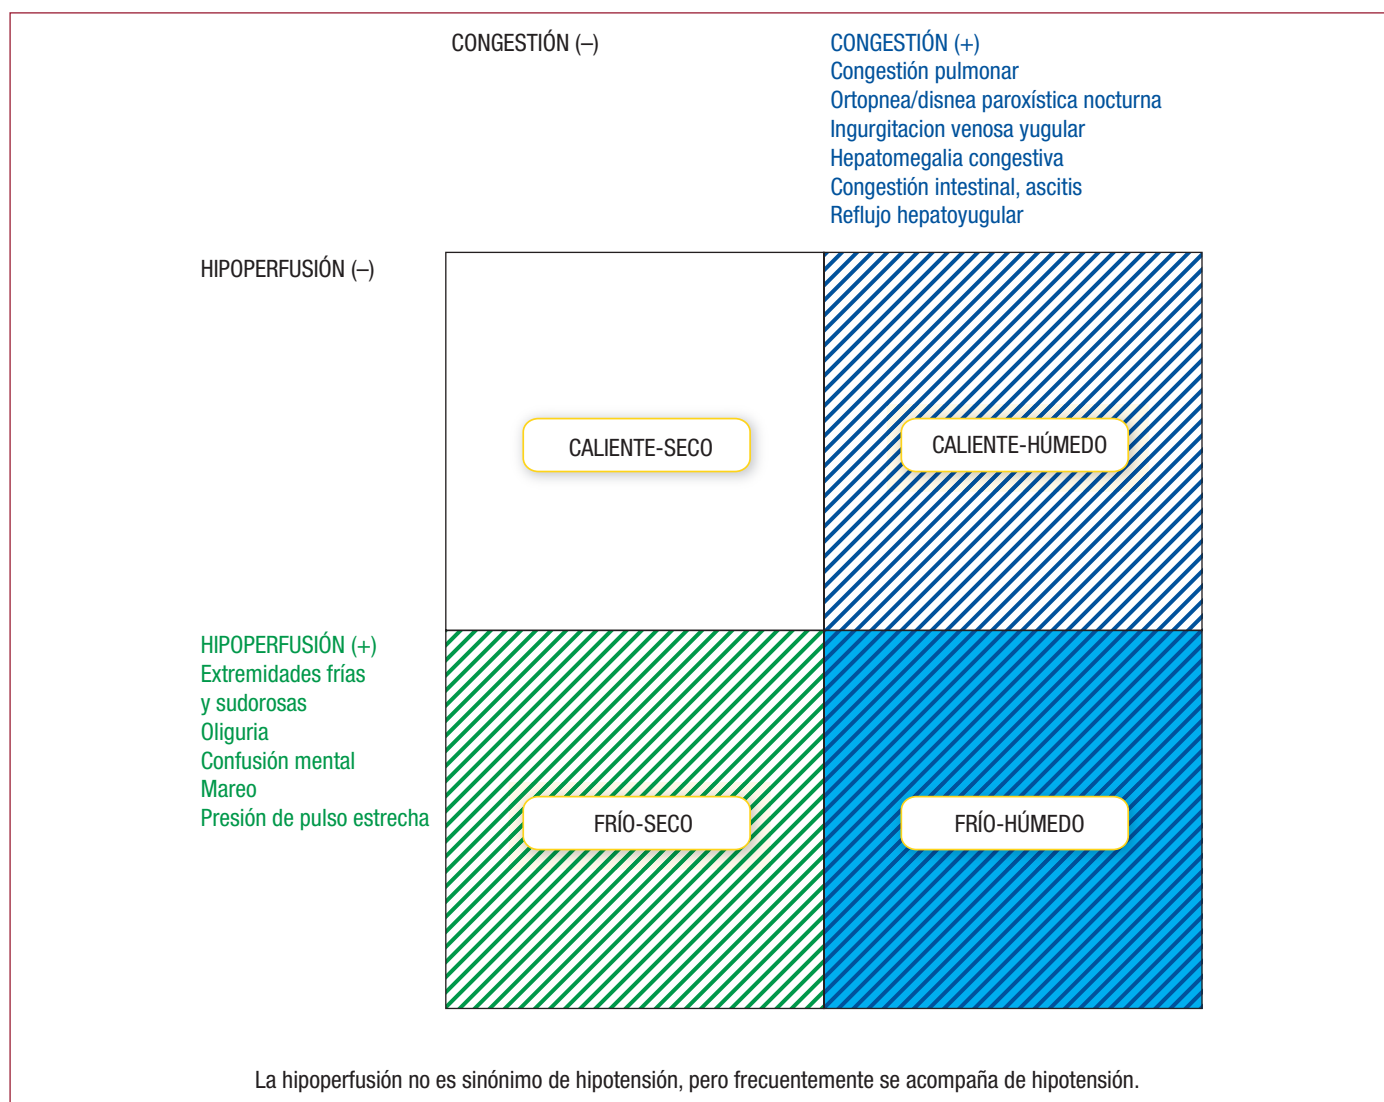 CONGESTIÓN (–)
CONGESTIÓN (+)
Congestión pulmonar
Ortopnea/disnea paroxística nocturna
Ingurgitacion venosa yugular
Hepatomegalia congestiva
Congestión intestinal, ascitis
Reflujo hepatoyugular
HIPOPERFUSIÓN (–)
CALIENTE-SECO
CALIENTE-HÚMEDO
HIPOPERFUSIÓN (+)
Extremidades frías
y sudorosas
Oliguria
Confusión mental
Mareo
Presión de pulso estrecha
FRÍO-SECO
FRÍO-HÚMEDO
La hipoperfusión no es sinónimo de hipotensión, pero frecuentemente se acompaña de hipotensión.